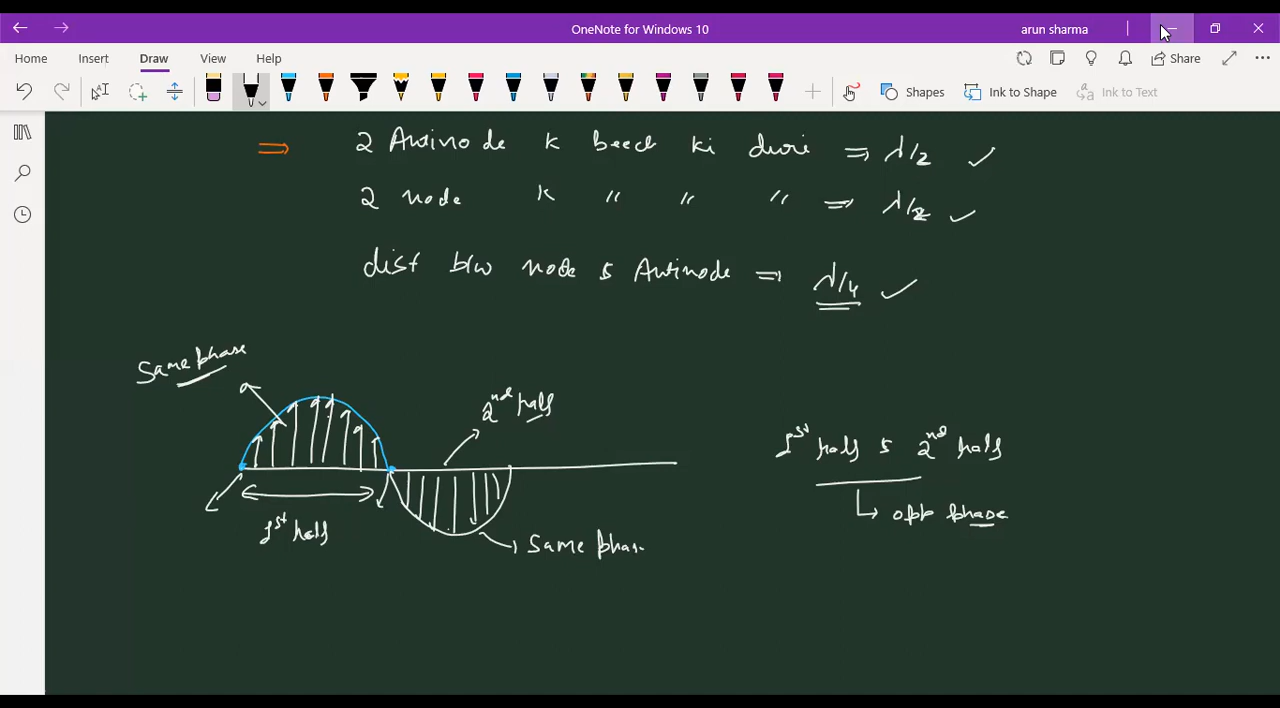 OneNote for Windows 10
arun sharma
Home Insert Draw View Help
Share
Shapes Ink to Shape Ink to Text
⇒ 2 Antinode k beech ki duri ⇒ λ/2 ✓
2 node k " " " ⇒ λ/2 ✓
dist b/w node & Antinode ⇒ λ/4 ✓
Same phase
2nd half
1st half & 2nd half
↳ opp phase
1st half
Same phase